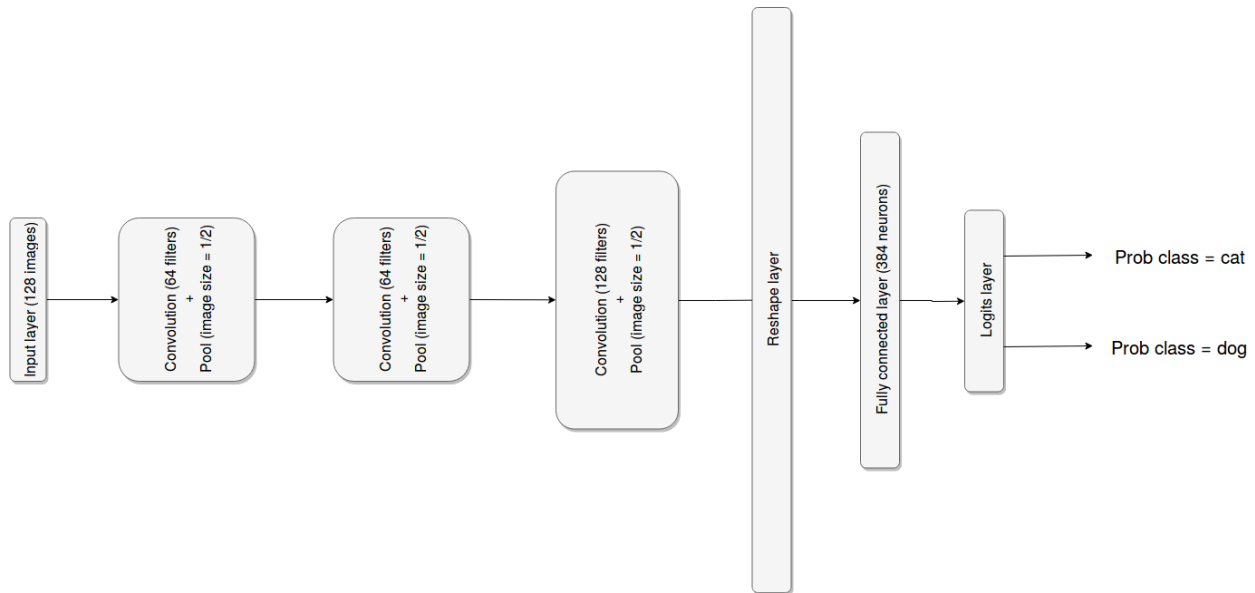 Input layer (128 images)
Convolution (64 filters)
+
Pool (image size = 1/2)
Convolution (64 filters)
+
Pool (image size = 1/2)
Convolution (128 filters)
+
Pool (image size = 1/2)
Reshape layer
Fully connected layer (384 neurons)
Logits layer
Prob class = cat
Prob class = dog